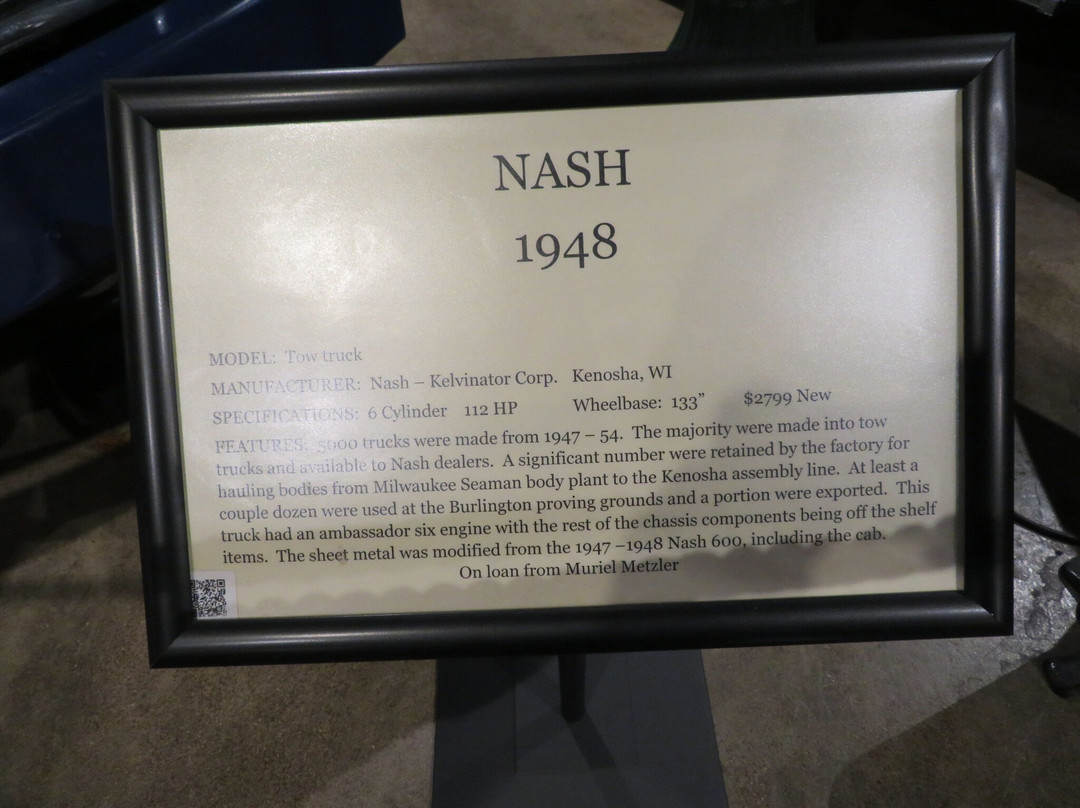 NASH
1948
MODEL: Tow truck
MANUFACTURER: Nash – Kelvinator Corp. Kenosha, WI
SPECIFICATIONS: 6 Cylinder 112 HP Wheelbase: 133” $2799 New
FEATURES: 5000 trucks were made from 1947 – 54. The majority were made into tow
trucks and available to Nash dealers. A significant number were retained by the factory for
hauling bodies from Milwaukee Seaman body plant to the Kenosha assembly line. At least a
couple dozen were used at the Burlington proving grounds and a portion were exported. This
truck had an ambassador six engine with the rest of the chassis components being off the shelf
items. The sheet metal was modified from the 1947 –1948 Nash 600, including the cab.
On loan from Muriel Metzler